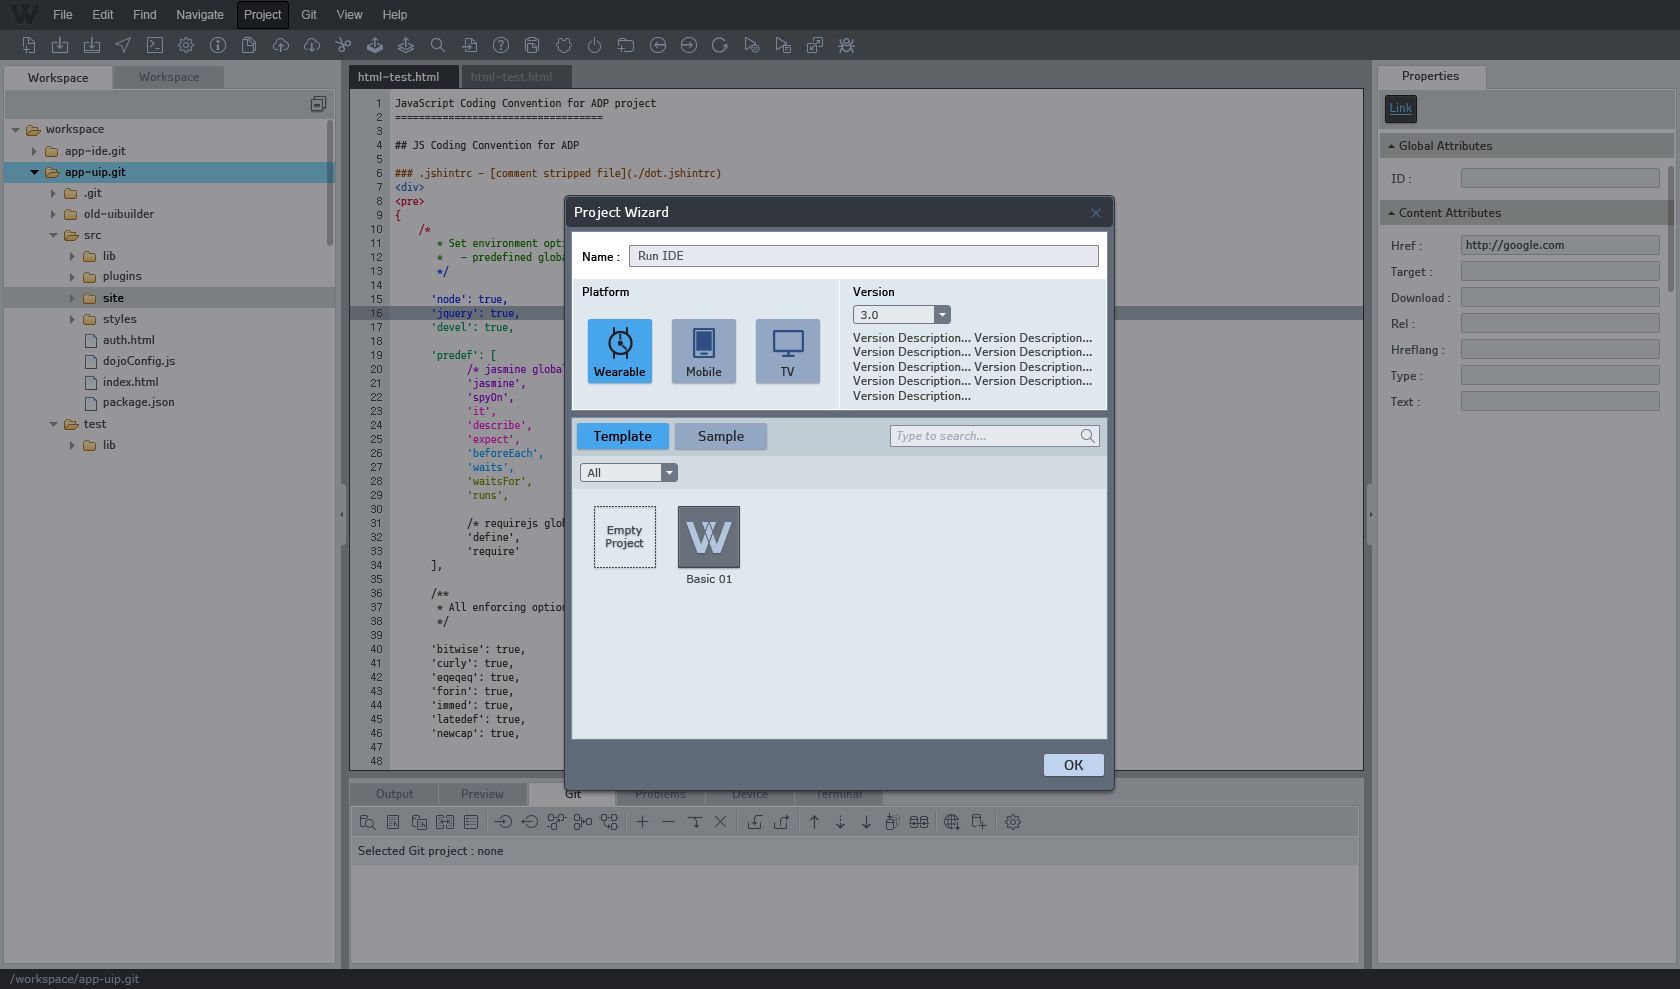 File Edit Find Navigate Project Git View Help
Workspace Workspace
workspace
app-ide.git
app-uip.git
.git
old-uibuilder
src
lib
plugins
site
styles
auth.html
dojoConfig.js
index.html
package.json
test
lib
html-test.html html-test.html
1 JavaScript Coding Convention for ADP project
2 ===================================
3
4 ## JS Coding Convention for ADP
5
6 ### .jshintrc - [comment stripped file](./dot.jshintrc)
7 <div>
8 <pre>
9 {
10 /*
11 * Set environment opti
12 * - predefined globa
13 */
14
15 'node': true,
16 'jquery': true,
17 'devel': true,
18
19 'predef': [
20 /* jasmine global
21 'jasmine',
22 'spyOn',
23 'it',
24 'describe',
25 'expect',
26 'beforeEach',
27 'waits',
28 'waitsFor',
29 'runs',
30
31 /* requirejs glob
32 'define',
33 'require'
34 ],
35
36 /**
37 * All enforcing option
38 */
39
40 'bitwise': true,
41 'curly': true,
42 'eqeqeq': true,
43 'forin': true,
44 'immed': true,
45 'latedef': true,
46 'newcap': true,
47
48
Project Wizard
Name : Run IDE
Platform
Wearable Mobile TV
Version
3.0
Version Description... Version Description...
Version Description... Version Description...
Version Description... Version Description...
Version Description... Version Description...
Version Description...
Template Sample Type to search...
All
Empty
Project
W
Basic 01
OK
Output Preview Git Problems Device Terminal
Selected Git project : none
Properties
Link
Global Attributes
ID :
Content Attributes
Href : http://google.com
Target :
Download :
Rel :
Hreflang :
Type :
Text :
/workspace/app-uip.git